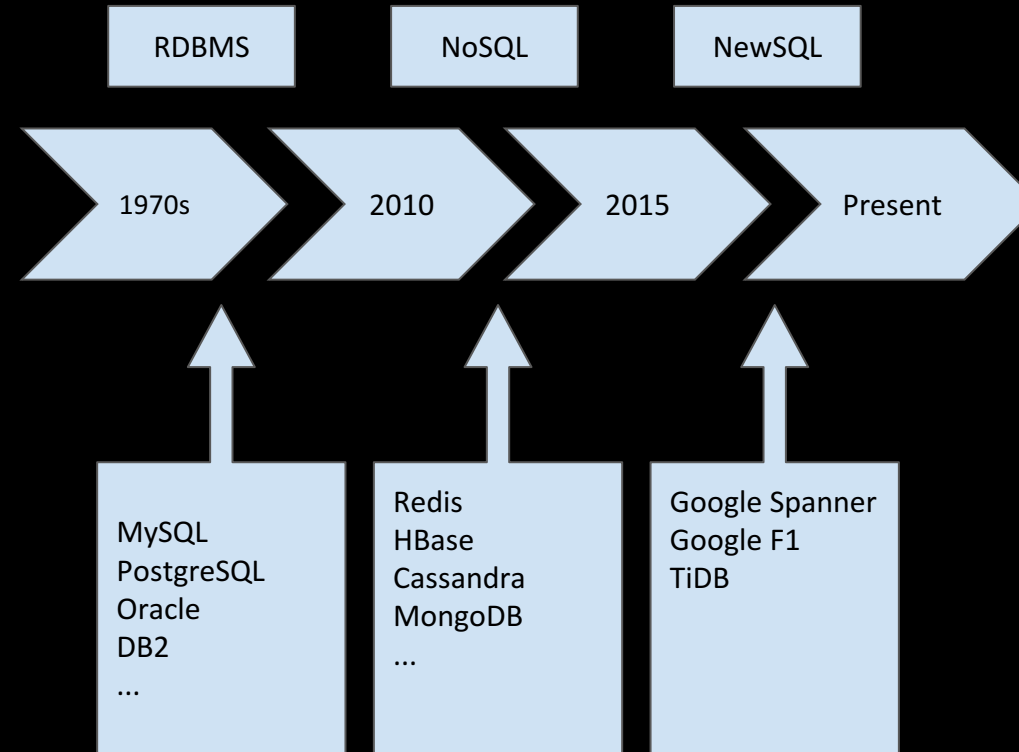 RDBMS
NoSQL
NewSQL
1970s
2010
2015
Present
MySQL
PostgreSQL
Oracle
DB2
...
Redis
HBase
Cassandra
MongoDB
...
Google Spanner
Google F1
TiDB